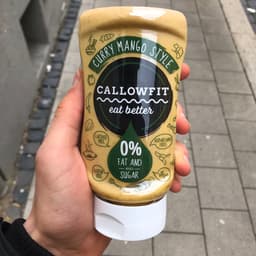 CURRY MANGO STYLE
CALLOWFIT
eat better
0%
FAT AND
SUGAR